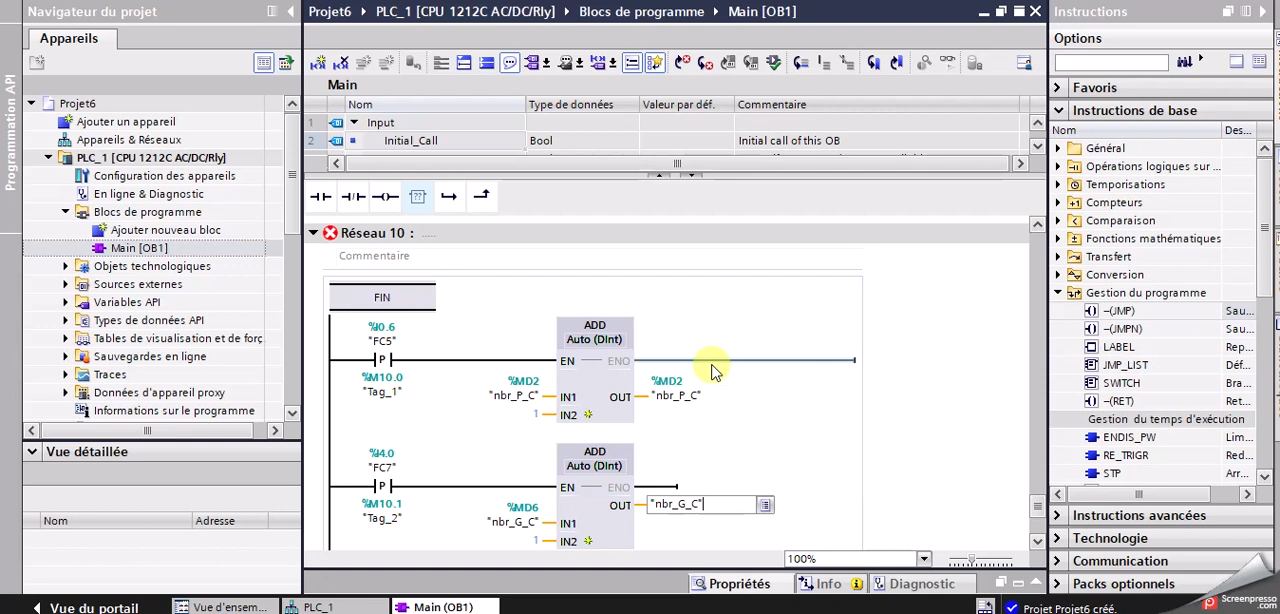 Navigateur du projet
Projet6 PLC_1 [CPU 1212C AC/DC/Rly] Blocs de programme Main [OB1]
Instructions
Appareils
Options
Programmation API
Main
Favoris
Nom Type de données Valeur par déf. Commentaire
Instructions de base
1 Input
2 Initial_Call Bool Initial call of this OB
Nom Des...
Projet6
Ajouter un appareil
Appareils & Réseaux
PLC_1 [CPU 1212C AC/DC/Rly]
Configuration des appareils
En ligne & Diagnostic
Blocs de programme
Ajouter nouveau bloc
Main [OB1]
Objets technologiques
Sources externes
Variables API
Types de données API
Tables de visualisation et de forç
Sauvegardes en ligne
Traces
Données d'appareil proxy
Informations sur le programme
Vue détaillée
Nom Adresse
??
Réseau 10 : .....
Commentaire
FIN
%I0.6
"FC5"
P
%M10.0
"Tag_1"
ADD
Auto (DInt)
EN ENO
%MD2 %MD2
"nbr_P_C" IN1 OUT "nbr_P_C"
1 IN2
%I4.0
"FC7"
P
%M10.1
"Tag_2"
ADD
Auto (DInt)
EN ENO
%MD6 OUT "nbr_G_C"
"nbr_G_C" IN1
1 IN2
100%
Propriétés Info Diagnostic
Général
Opérations logiques sur ...
Temporisations
Compteurs
Comparaison
Fonctions mathématiques
Transfert
Conversion
Gestion du programme
–(JMP) Sau...
–(JMPN) Sau...
LABEL Rep...
JMP_LIST Déf...
SWITCH Bra...
–(RET) Ret...
Gestion du temps d'exécution
ENDIS_PW Lim...
RE_TRIGR Red...
STP Arr...
Instructions avancées
Technologie
Communication
Packs optionnels
Vue du portail Vue d'ensem... PLC_1 Main (OB1) Projet Projet6 créé.
Screenpresso
.com